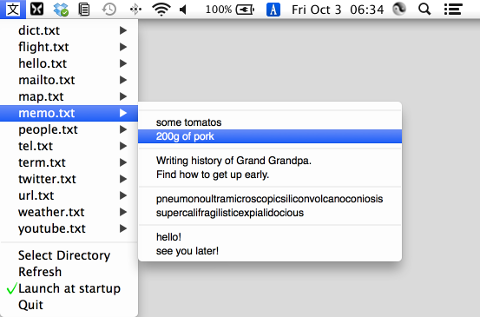 文
100%
A
Fri Oct 3 06:34
dict.txt
flight.txt
hello.txt
mailto.txt
map.txt
memo.txt
people.txt
tel.txt
term.txt
twitter.txt
url.txt
weather.txt
youtube.txt
Select Directory
Refresh
Launch at startup
Quit
some tomatos
200g of pork
Writing history of Grand Grandpa.
Find how to get up early.
pneumonoultramicroscopicsiliconvolcanoconiosis
supercalifragilisticexpialidocious
hello!
see you later!